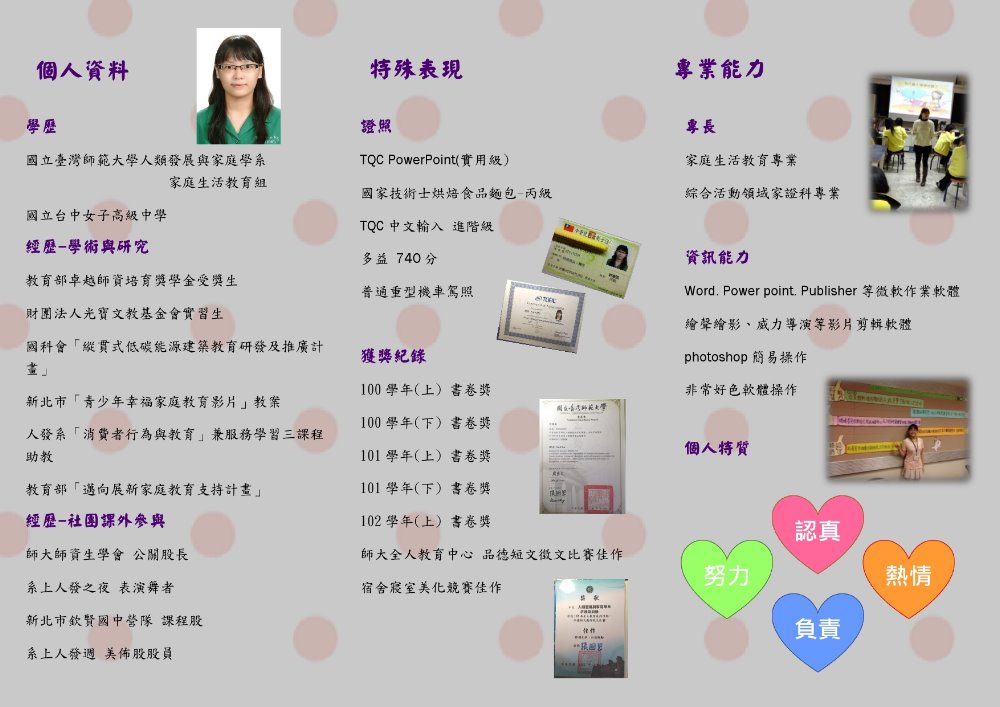 個人資料
學歷
國立臺灣師範大學人類發展與家庭學系
家庭生活教育組
國立台中女子高級中學
經歷-學術與研究
教育部卓越師資培育獎學金受獎生
財團法人光寶文教基金會實習生
國科會「縱貫式低碳能源建築教育研發及推廣計
畫」
新北市「青少年幸福家庭教育影片」教案
人發系「消費者行為與教育」兼服務學習三課程
助教
教育部「邁向展新家庭教育支持計畫」
經歷-社團課外參與
師大師資生學會 公關股長
系上人發之夜 表演舞者
新北市欽賢國中營隊 課程股
系上人發週 美佈股股員
特殊表現
證照
TQC PowerPoint(實用級)
國家技術士烘焙食品麵包-丙級
TQC 中文輸入 進階級
多益 740 分
普通重型機車駕照
TOEIC
獲獎紀錄
100 學年(上) 書卷獎
100 學年(下) 書卷獎
101 學年(上) 書卷獎
101 學年(下) 書卷獎
102 學年(上) 書卷獎
師大全人教育中心 品德短文徵文比賽佳作
宿舍寢室美化競賽佳作
國立臺灣師範大學
獎狀
佳作
專業能力
專長
家庭生活教育專業
綜合活動領域家證科專業
資訊能力
Word. Power point. Publisher 等微軟作業軟體
繪聲繪影、威力導演等影片剪輯軟體
photoshop 簡易操作
非常好色軟體操作
個人特質
認真
努力
熱情
負責